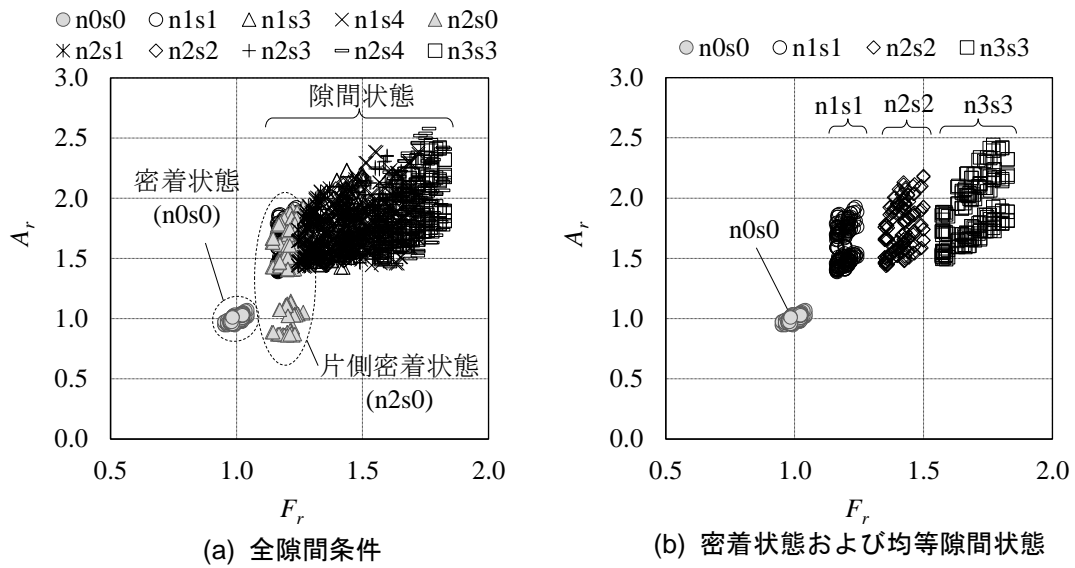 n0s0 n1s1 n1s3 n1s4 n2s0
n2s1 n2s2 n2s3 n2s4 n3s3
3.0
2.5
2.0
1.5
1.0
0.5
0.0
A_r
隙間状態
密着状態
(n0s0)
片側密着状態
(n2s0)
0.5 1.0 1.5 2.0
F_r
(a) 全隙間条件
n0s0 n1s1 n2s2 n3s3
3.0
2.5
2.0
1.5
1.0
0.5
0.0
A_r
n1s1 n2s2 n3s3
n0s0
0.5 1.0 1.5 2.0
F_r
(b) 密着状態および均等隙間状態